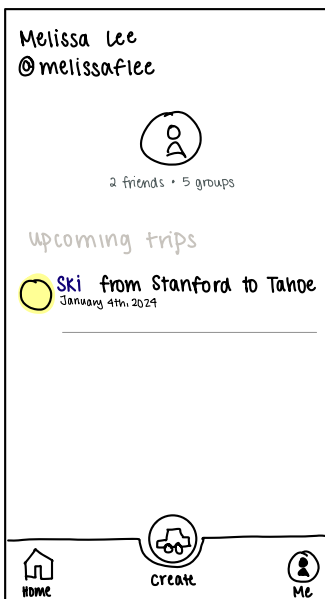 Melissa Lee
@melissaflee
2 friends • 5 groups
upcoming trips
Ski from Stanford to Tahoe
January 4th, 2024
Home
Create
Me